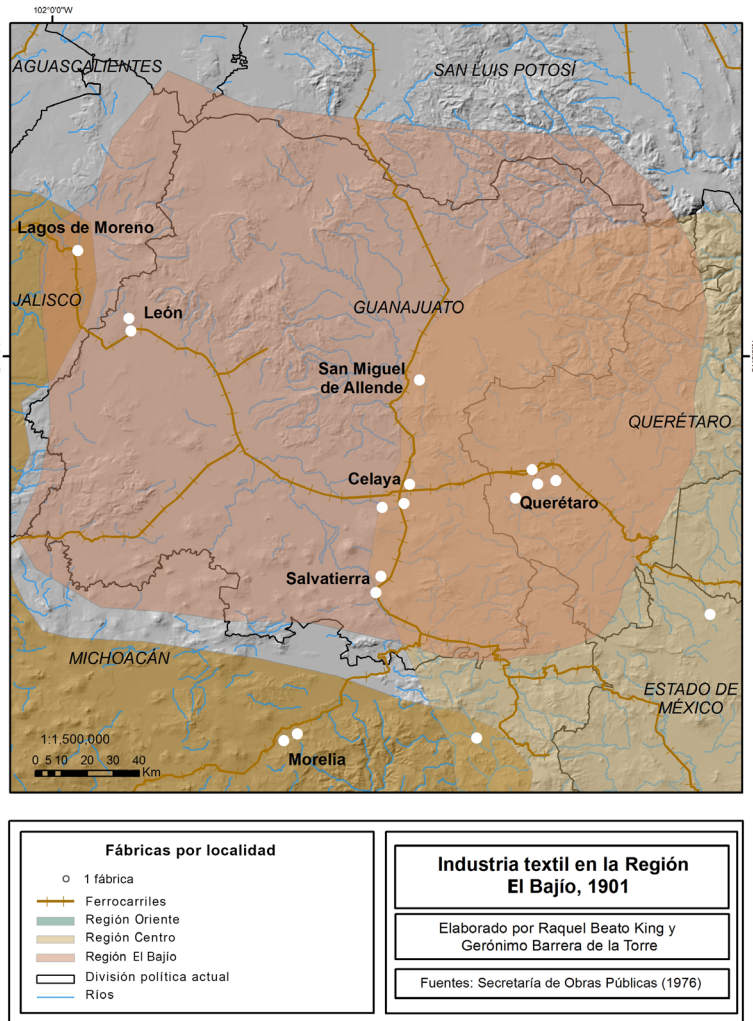 102°0'0"W
AGUASCALIENTES
SAN LUIS POTOSÍ
Lagos de Moreno
JALISCO
León
GUANAJUATO
San Miguel
de Allende
QUERÉTARO
Celaya
Querétaro
Salvatierra
MICHOACÁN
ESTADO DE
MÉXICO
1:1,500,000
0 5 10 20 30 40
Km
Morelia
Fábricas por localidad
1 fábrica
Ferrocarriles
Región Oriente
Región Centro
Región El Bajío
División política actual
Ríos
Industria textil en la Región
El Bajío, 1901
Elaborado por Raquel Beato King y
Gerónimo Barrera de la Torre
Fuentes: Secretaría de Obras Públicas (1976)